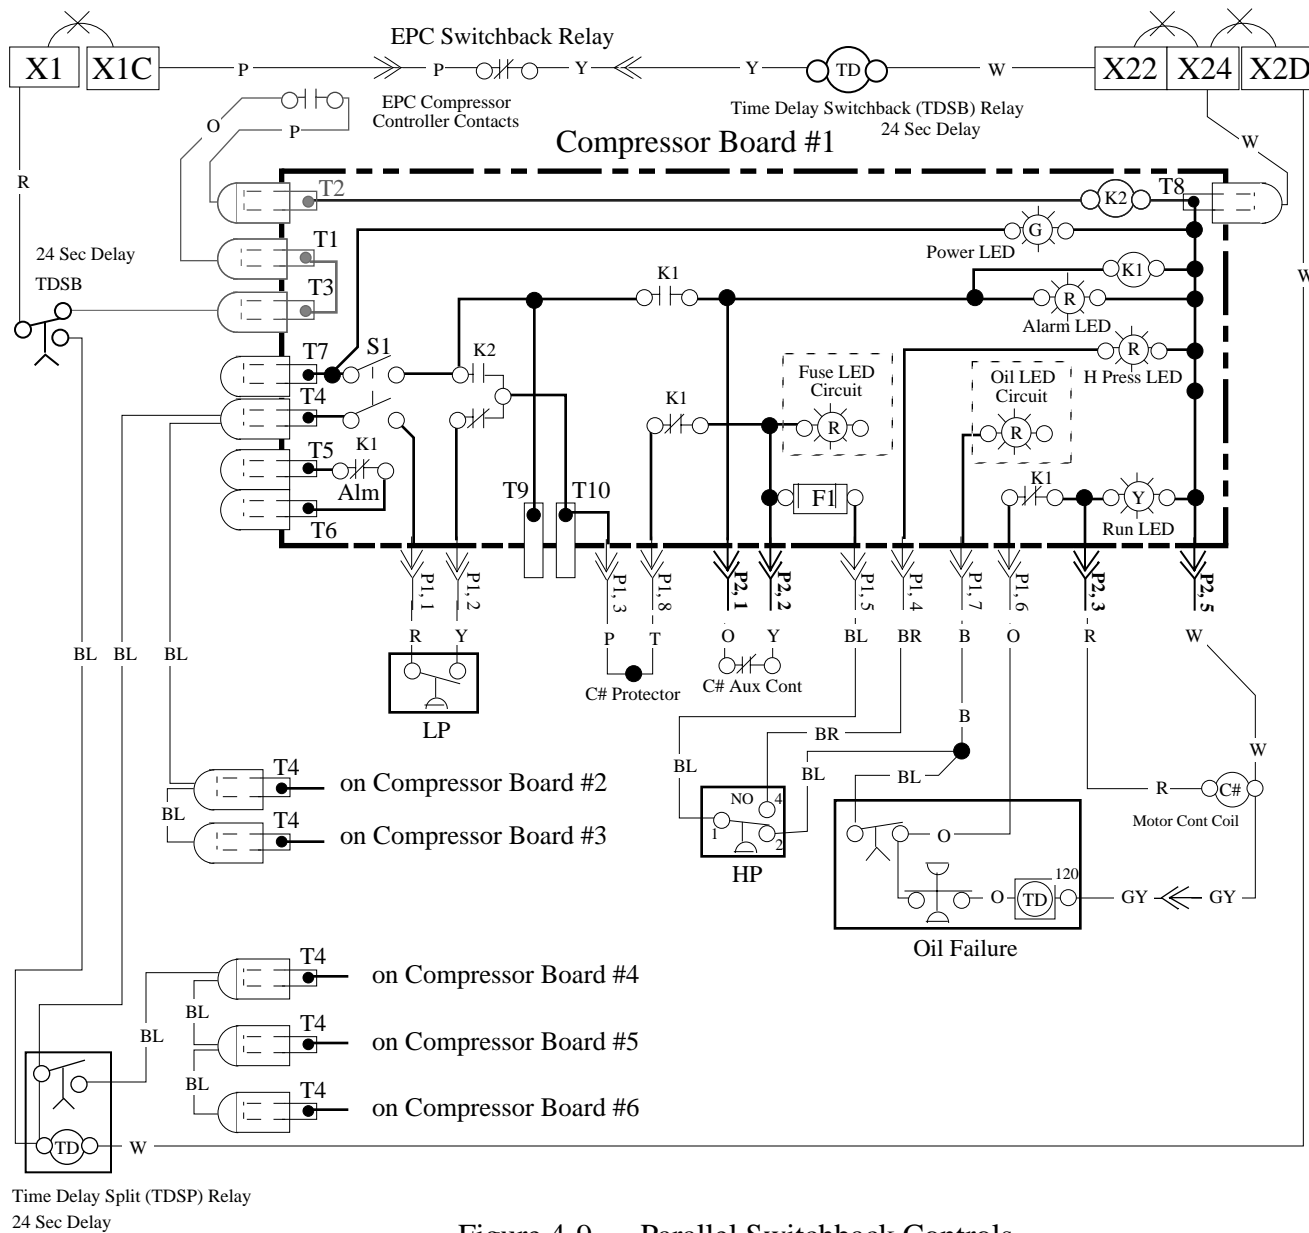 EPC Switchback Relay
X1 X1C P P Y Y TD W X22 X24 X2D
EPC Compressor
Controller Contacts
Time Delay Switchback (TDSB) Relay
24 Sec Delay
O P W
Compressor Board #1
R
T2 K2 T8
24 Sec Delay
TDSB
T1
G
Power LED
W
T3
K1 K1
R
Alarm LED
T7 S1 K2
R
H Press LED
Fuse LED
Circuit
Oil LED
Circuit
T4
K1 R R
T5 K1
Alm
T6
T9 T10
F1
K1 Y
Run LED
P1, 1 P1, 2 P1, 3 P1, 8 P2, 1 P2, 2 P1, 5 P1, 4 P1, 7 P1, 6 P2, 3 P2, 5
R Y P T O Y BL BR B O R W
BL BL BL
C# Protector C# Aux Cont
LP
B
BR
W
BL BL BL
T4 on Compressor Board #2
BL
T4 on Compressor Board #3
NO 4
1 2
HP
R C#
Motor Cont Coil
O
120
O TD GY GY
Oil Failure
T4 on Compressor Board #4
BL BL
T4 on Compressor Board #5
BL
T4 on Compressor Board #6
TD W
Time Delay Split (TDSP) Relay
24 Sec Delay
Figure 4-9 Parallel Switchback Controls